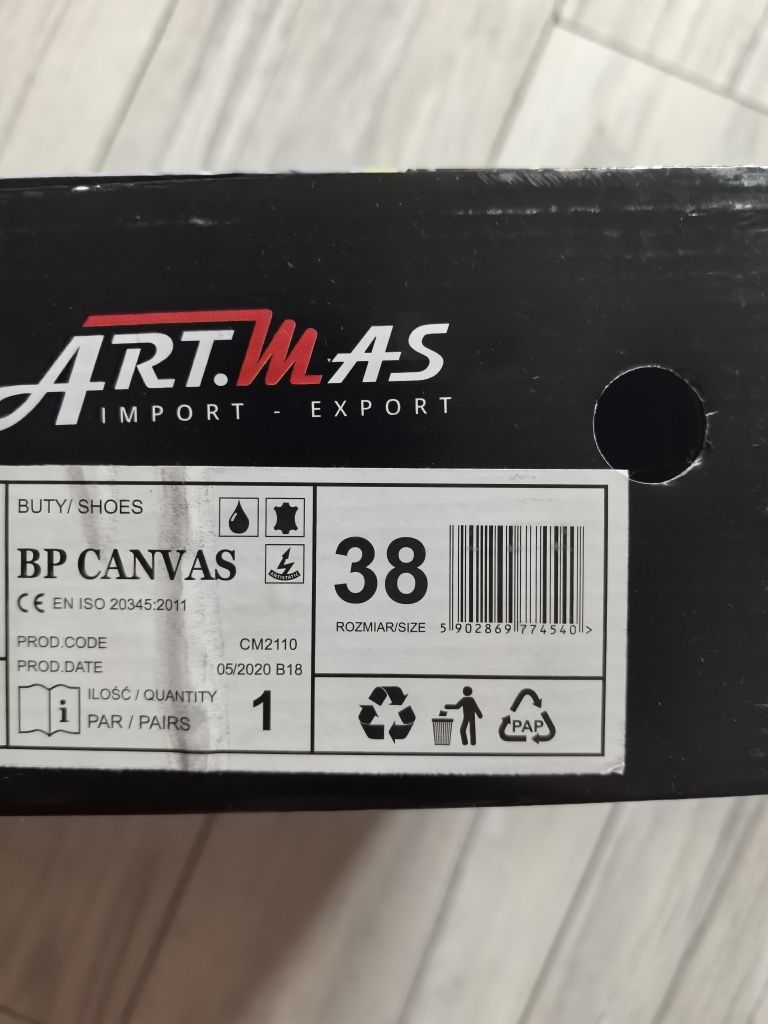 ART.MAS
IMPORT - EXPORT
BUTY/ SHOES
BP CANVAS
ANTISTATIC
CE EN ISO 20345:2011
PROD.CODE CM2110
PROD.DATE 05/2020 B18
i ILOŚĆ / QUANTITY
PAR / PAIRS 1
38
ROZMIAR/SIZE
5 902869 774540 >
PAP